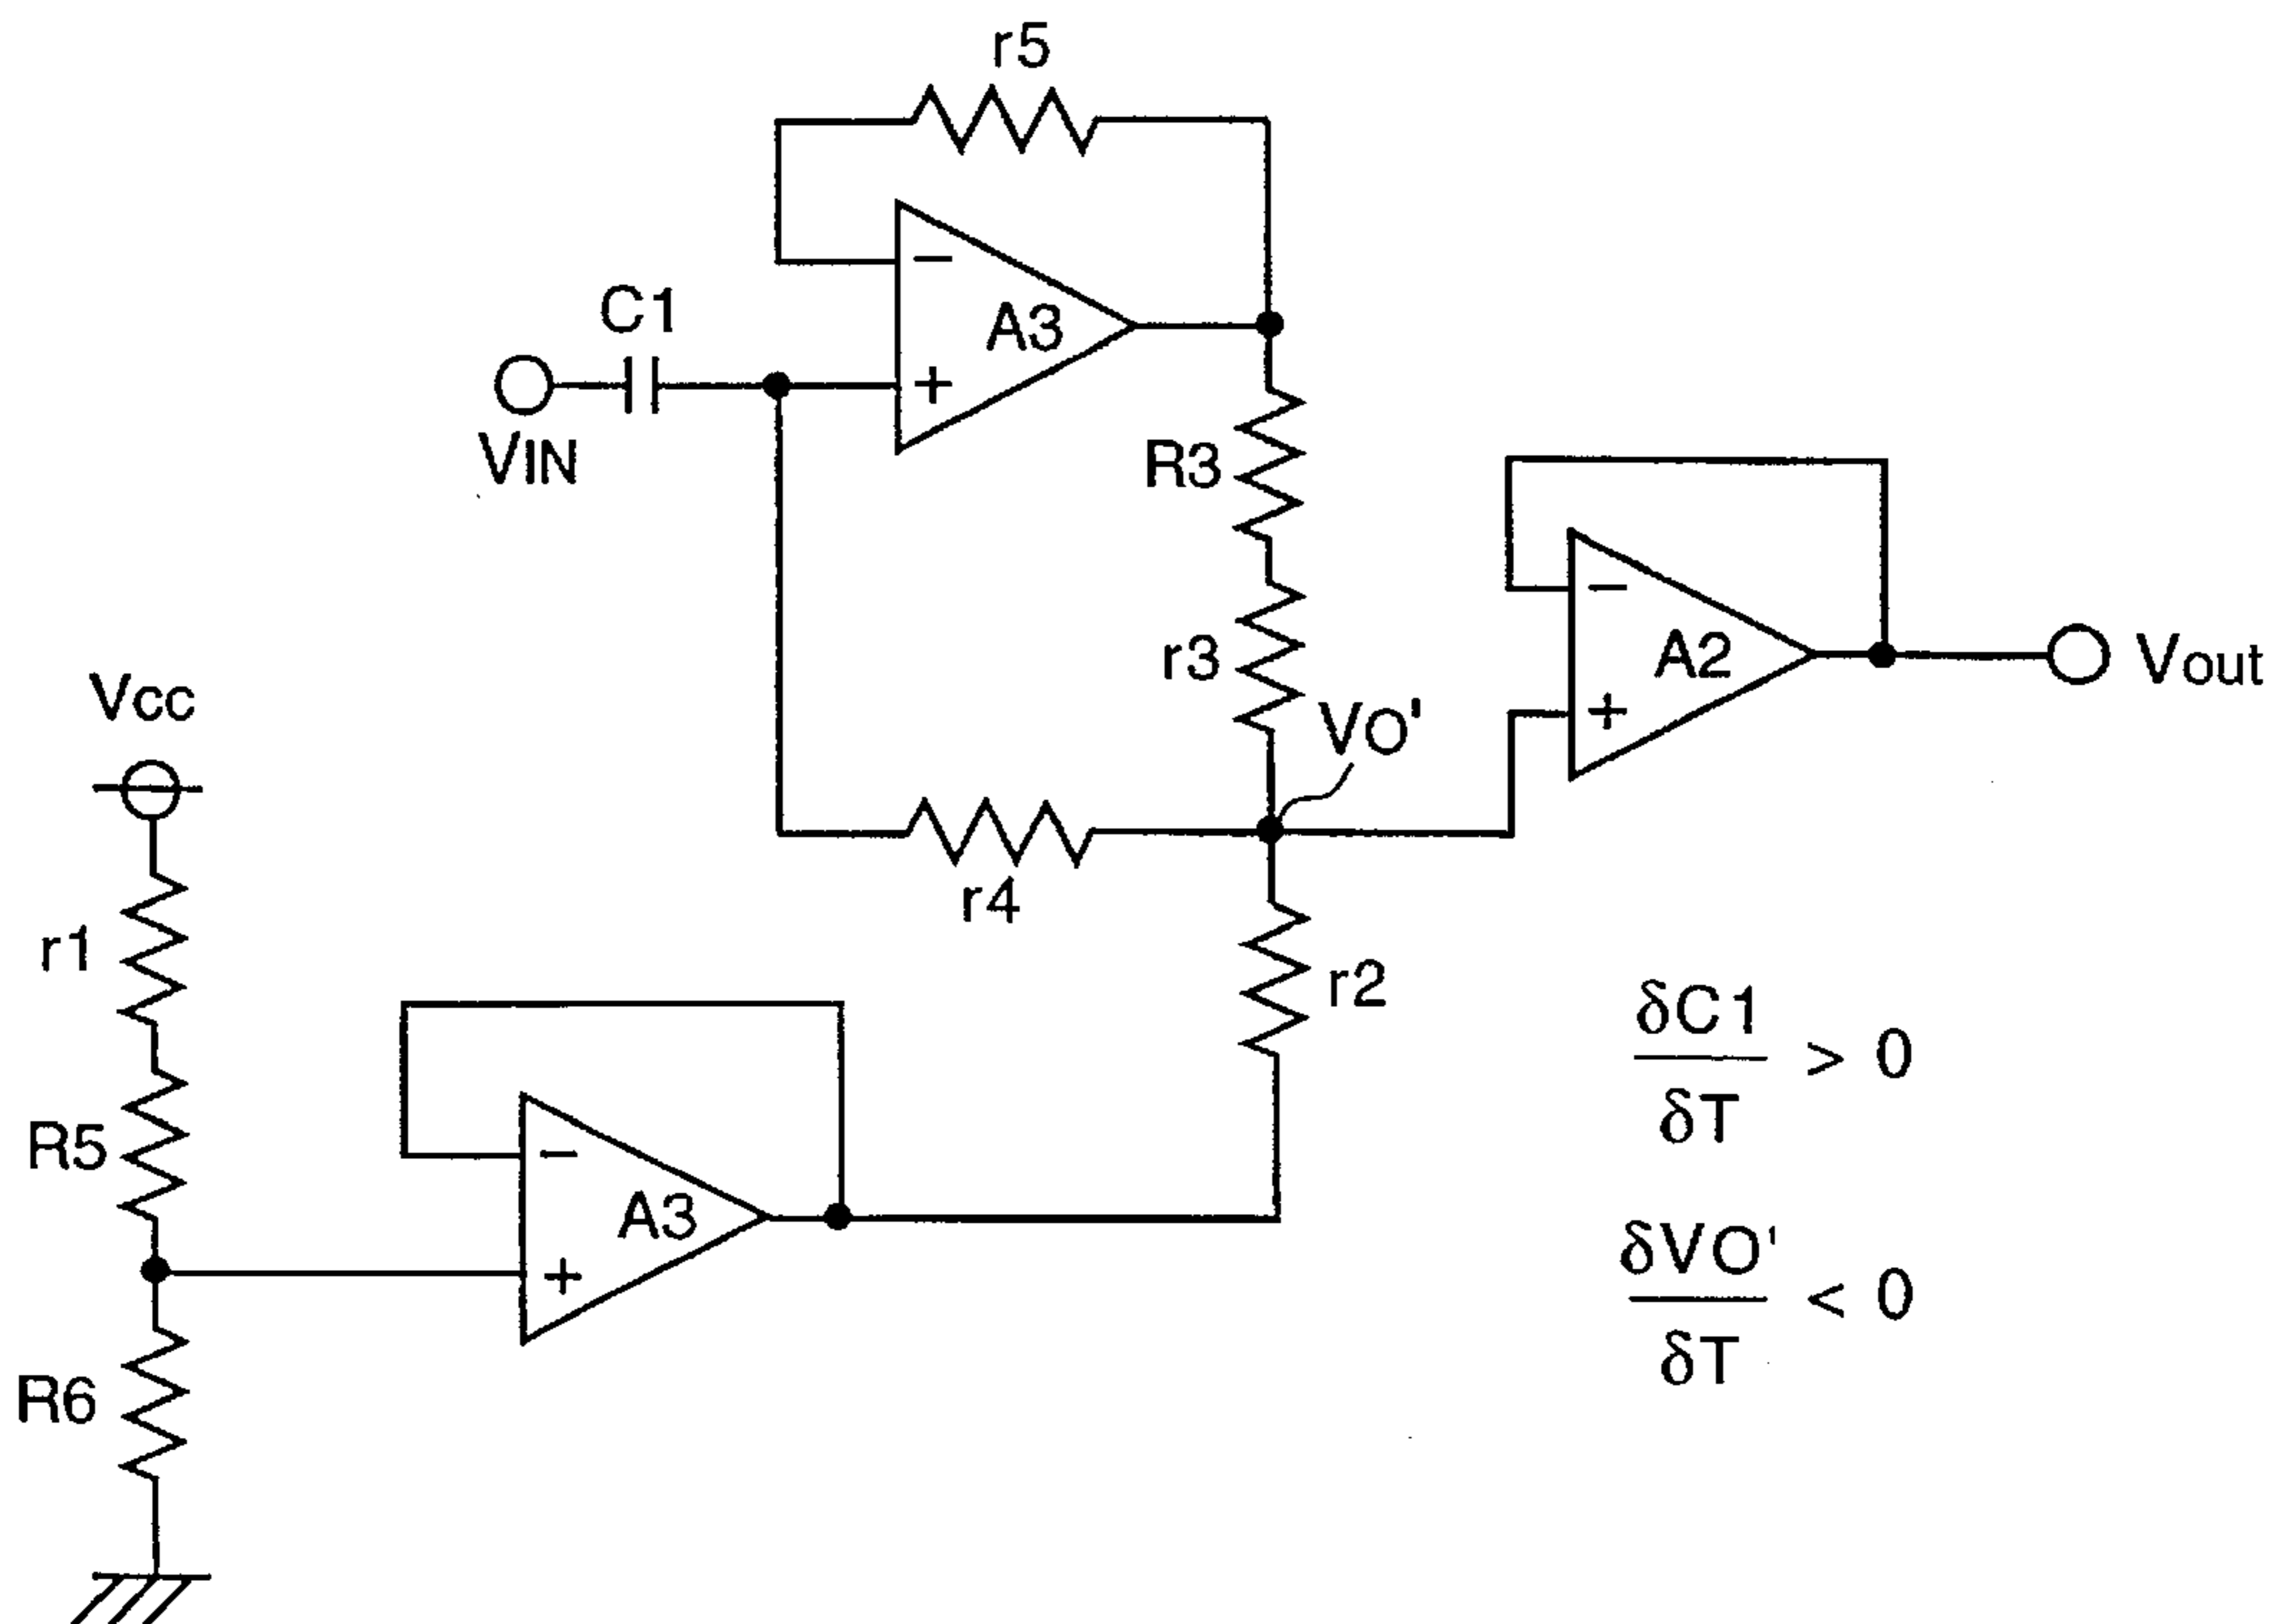 r5
−
A3
+
C1
VIN
R3
r3
−
A2
+
Vout
VO'
Vcc
r4
r1
r2
R5
−
A3
+
R6
δC1
δT
> 0
δVO'
δT
< 0